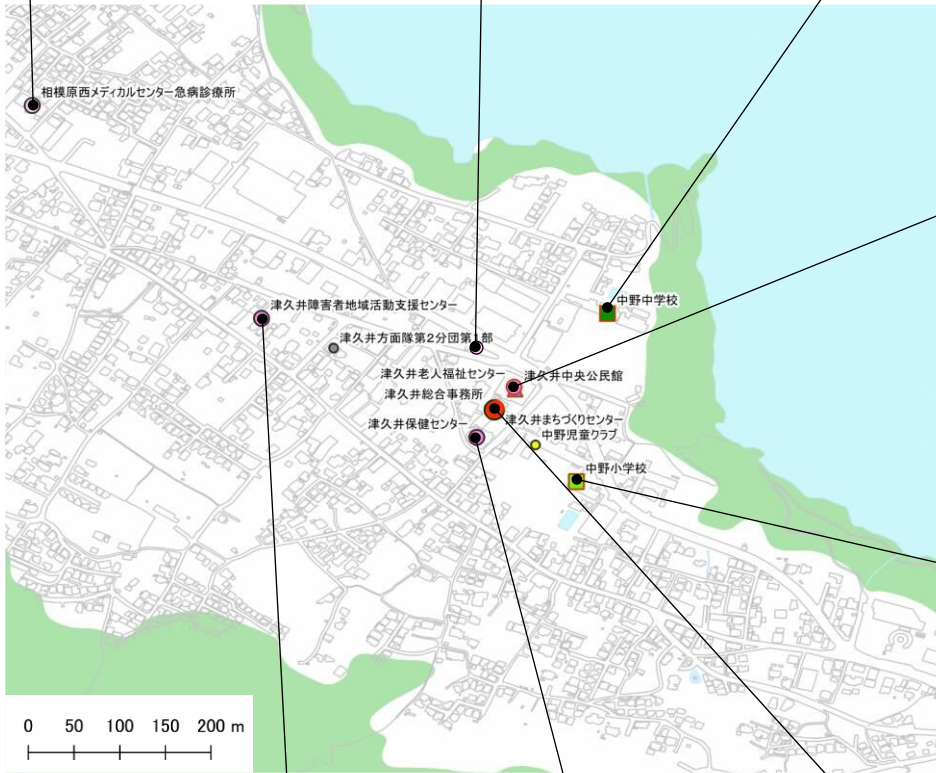 相模原西メディカルセンター急病診療所
津久井障害者地域活動支援センター
中野中学校
津久井方面隊第2分団第1部
津久井老人福祉センター
津久井中央公民館
津久井総合事務所
津久井まちづくりセンター
津久井保健センター
中野児童クラブ
中野小学校
0 50 100 150 200 m